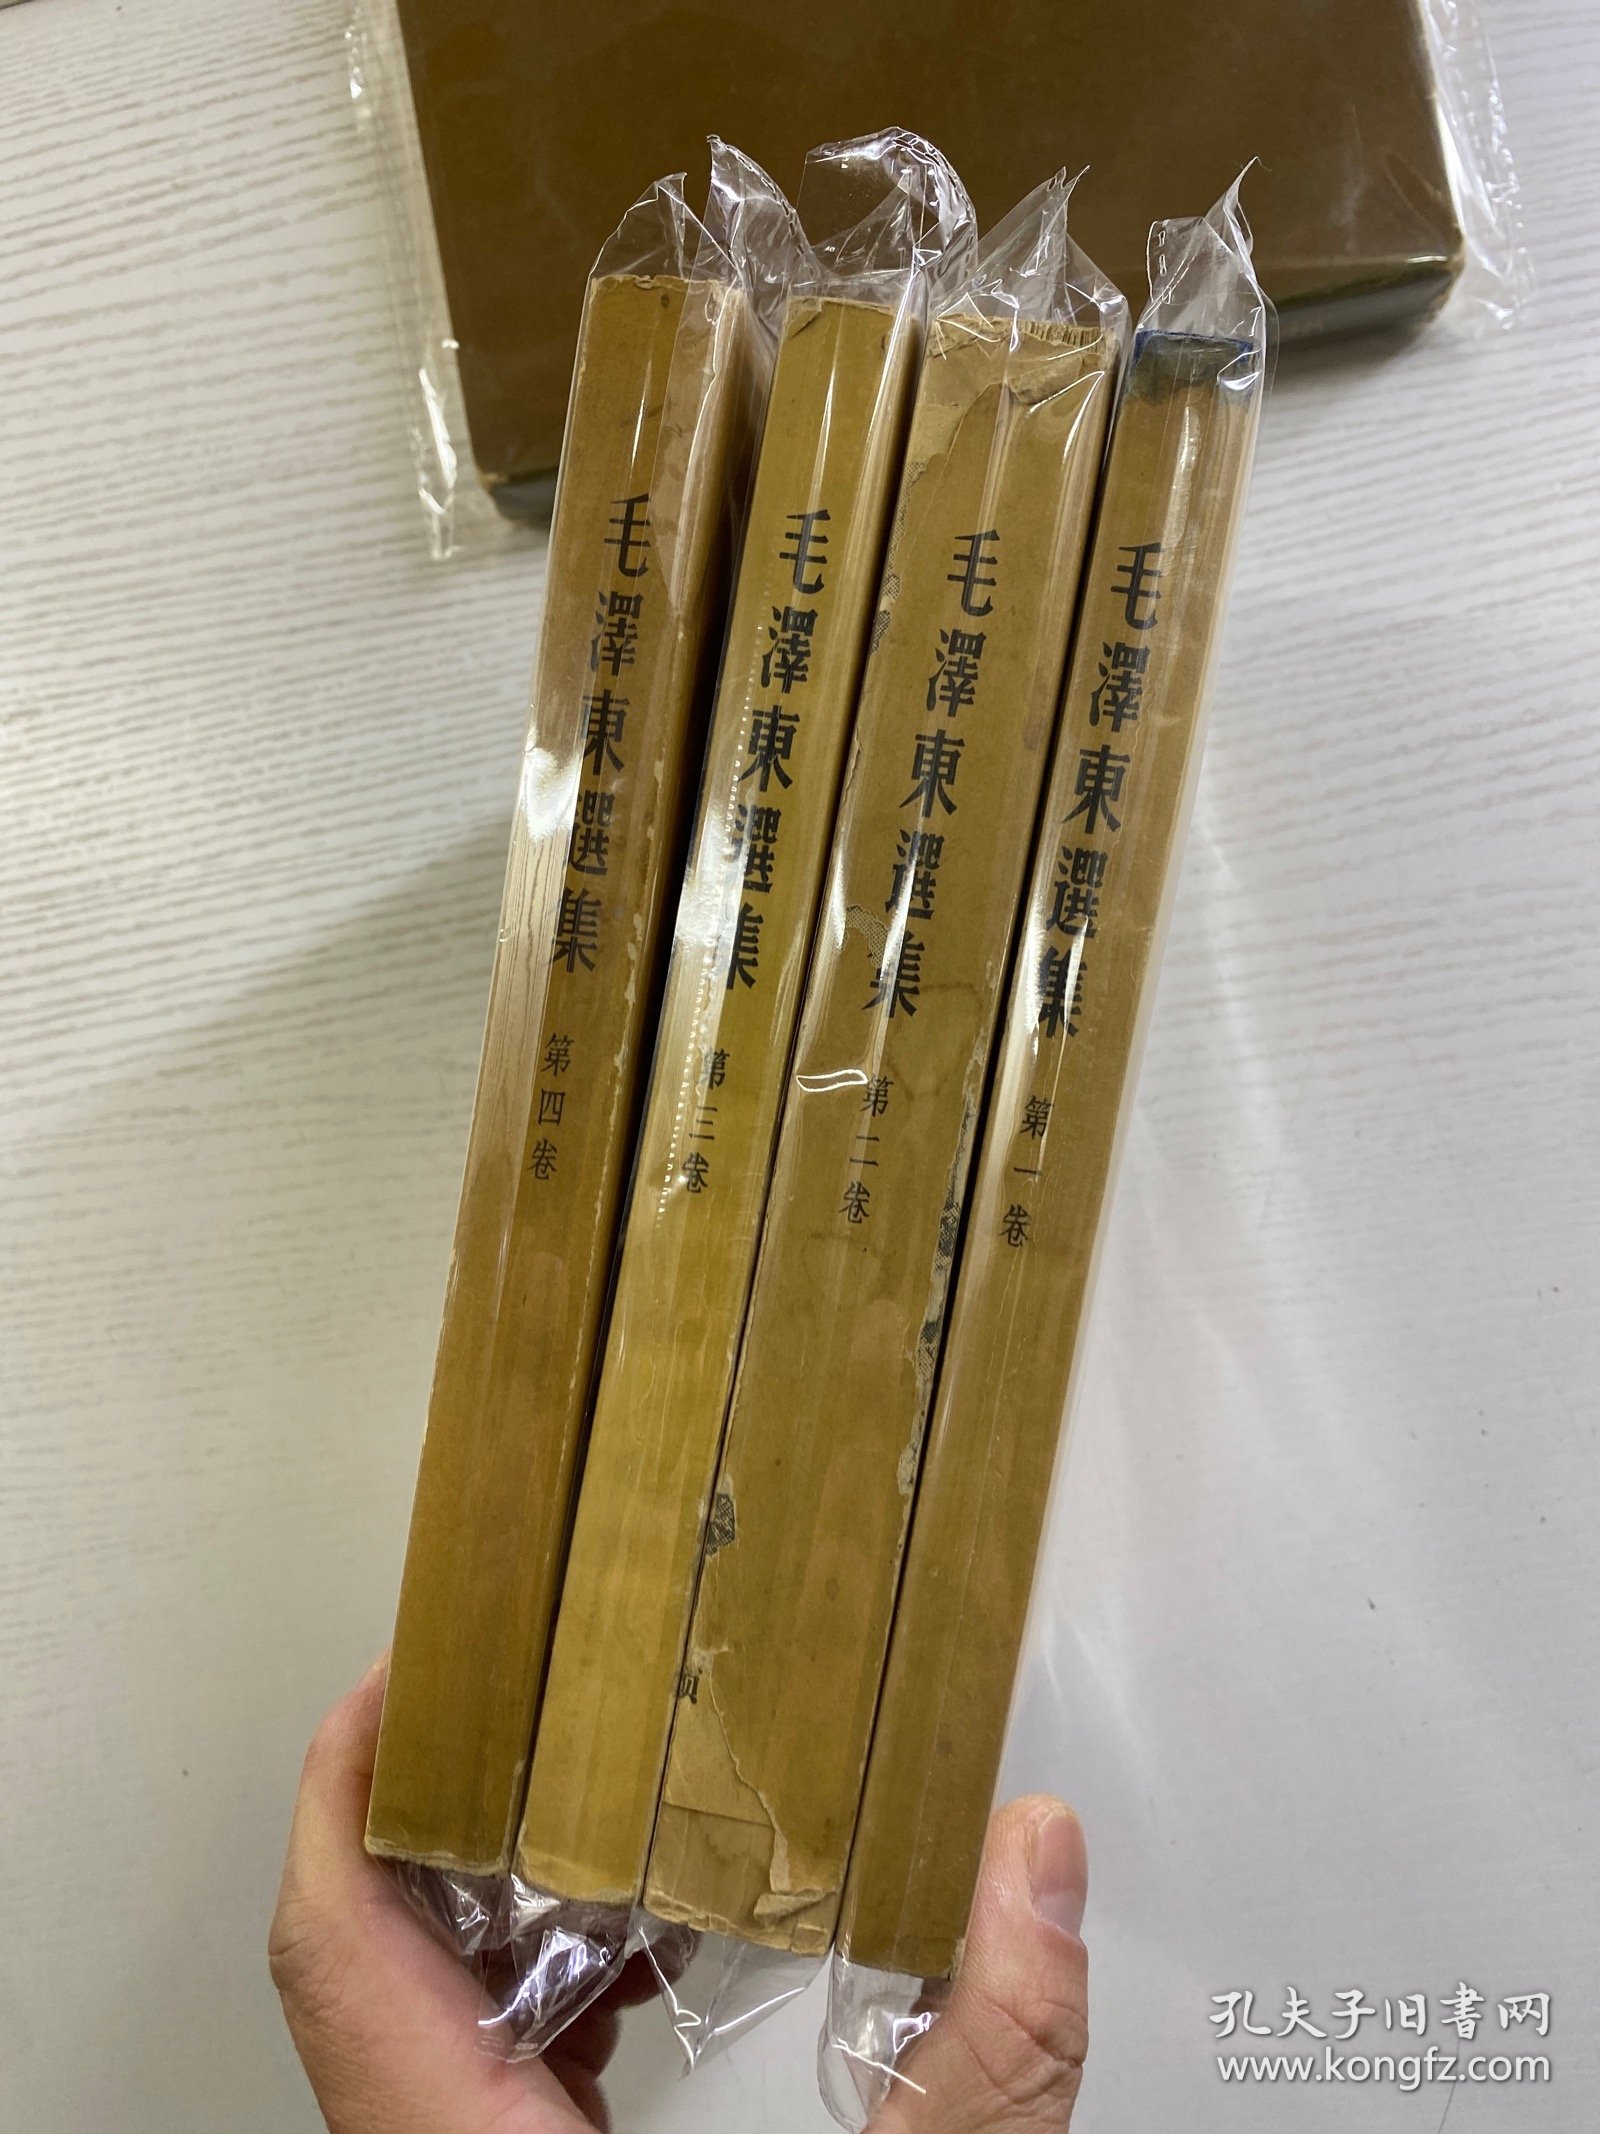 毛澤東選集 第四卷
毛澤東選集 第三卷
毛澤東選集 第二卷
毛澤東選集 第一卷
孔夫子旧書网
www.kongfz.com